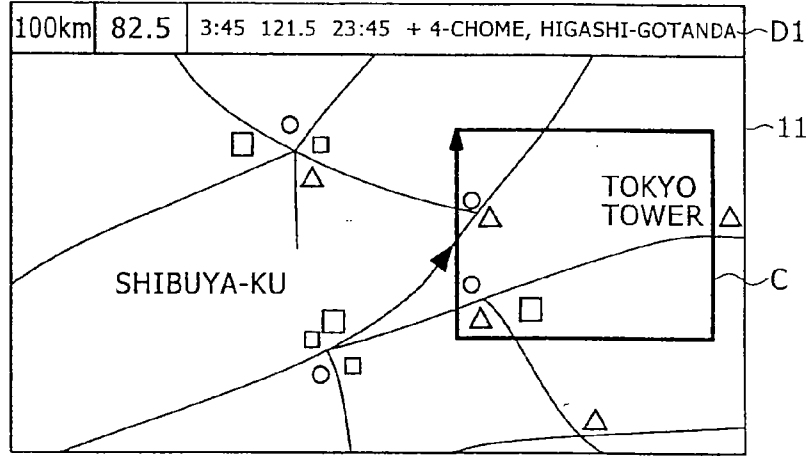 100km 82.5 3:45 121.5 23:45 + 4-CHOME, HIGASHI-GOTANDA D1
11
TOKYO
TOWER
C
SHIBUYA-KU